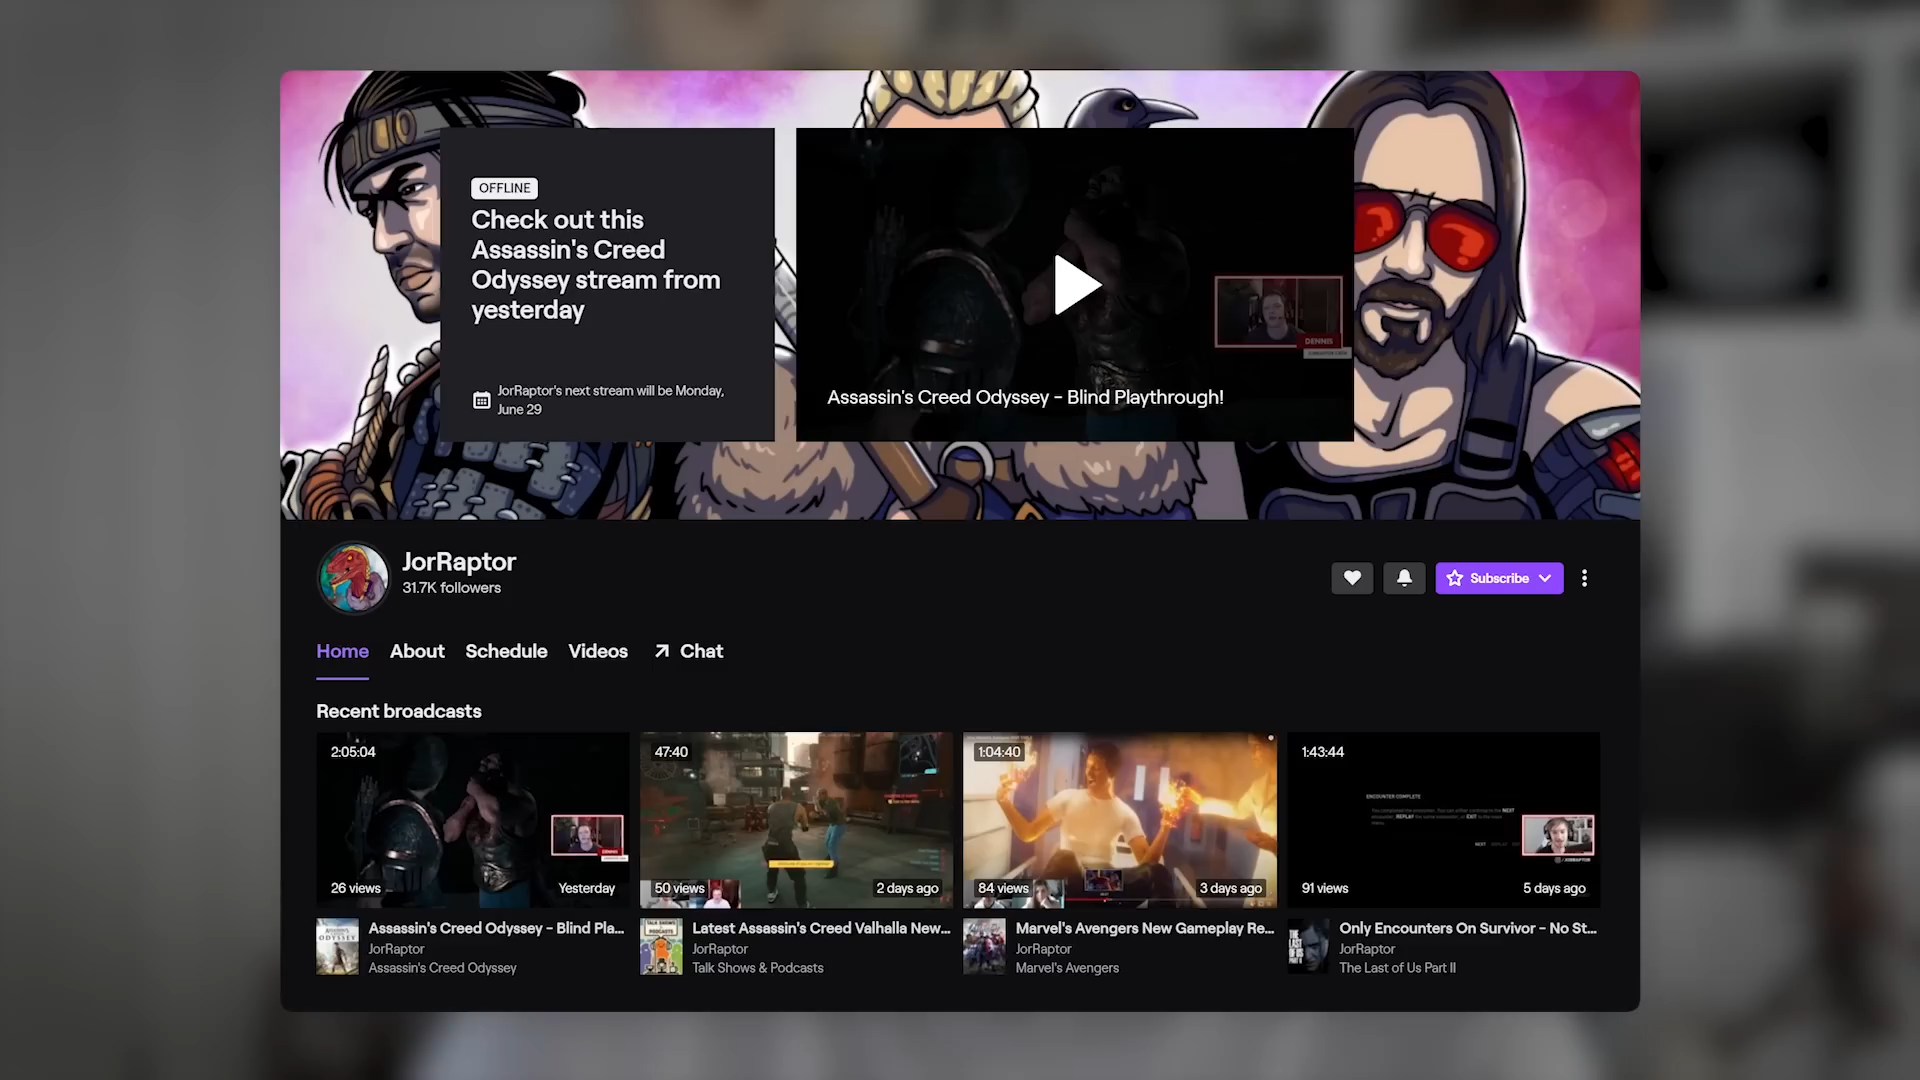 OFFLINE
Check out this
Assassin's Creed
Odyssey stream from
yesterday
JorRaptor's next stream will be Monday,
June 29
DENNIS
Assassin's Creed Odyssey - Blind Playthrough!
JorRaptor
31.7K followers
Subscribe
Home About Schedule Videos Chat
Recent broadcasts
2:05:04
DENNIS
26 views
Yesterday
Assassin's Creed Odyssey - Blind Pla...
JorRaptor
Assassin's Creed Odyssey
47:40
50 views
2 days ago
Latest Assassin's Creed Valhalla New...
JorRaptor
Talk Shows & Podcasts
1:04:40
84 views
3 days ago
Marvel's Avengers New Gameplay Re...
JorRaptor
Marvel's Avengers
1:43:44
ENCOUNTER COMPLETE
91 views
5 days ago
Only Encounters On Survivor - No St...
JorRaptor
The Last of Us Part II